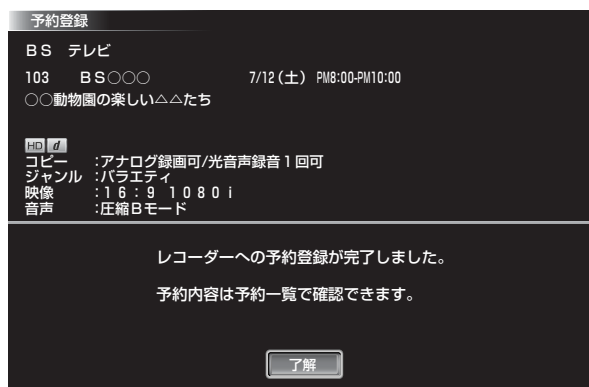 予約登録
BS テレビ
103 BS○○○ 7/12(土) PM8:00-PM10:00
○○動物園の楽しい△△たち
HD d
コピー :アナログ録画可/光音声録音1回可
ジャンル :バラエティ
映像 :16:9 1080i
音声 :圧縮Bモード
レコーダーへの予約登録が完了しました。
予約内容は予約一覧で確認できます。
了解